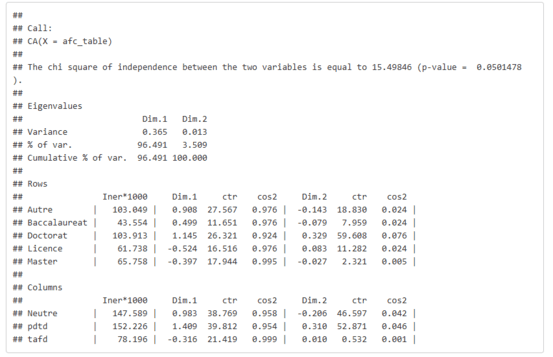 ##
## Call:
## CA(X = afc_table)
##
## The chi square of independence between the two variables is equal to 15.49846 (p-value =  0.0501478
).
##
## Eigenvalues
##                        Dim.1   Dim.2
## Variance               0.365   0.013
## % of var.             96.491   3.509
## Cumulative % of var.  96.491 100.000
##
## Rows
##               Iner*1000    Dim.1    ctr   cos2    Dim.2    ctr   cos2
## Autre       |   103.049 |  0.908 27.567  0.976 | -0.143 18.830  0.024 |
## Baccalaureat |    43.554 |  0.499 11.651  0.976 | -0.079  7.959  0.024 |
## Doctorat    |   103.913 |  1.145 26.321  0.924 |  0.329 59.608  0.076 |
## Licence     |    61.738 | -0.524 16.516  0.976 |  0.083 11.282  0.024 |
## Master      |    65.758 | -0.397 17.944  0.995 | -0.027  2.321  0.005 |
##
## Columns
##               Iner*1000    Dim.1    ctr   cos2    Dim.2    ctr   cos2
## Neutre      |   147.589 |  0.983 38.769  0.958 | -0.206 46.597  0.042 |
## pdtd        |   152.226 |  1.409 39.812  0.954 |  0.310 52.871  0.046 |
## tafd        |    78.196 | -0.316 21.419  0.999 |  0.010  0.532  0.001 |